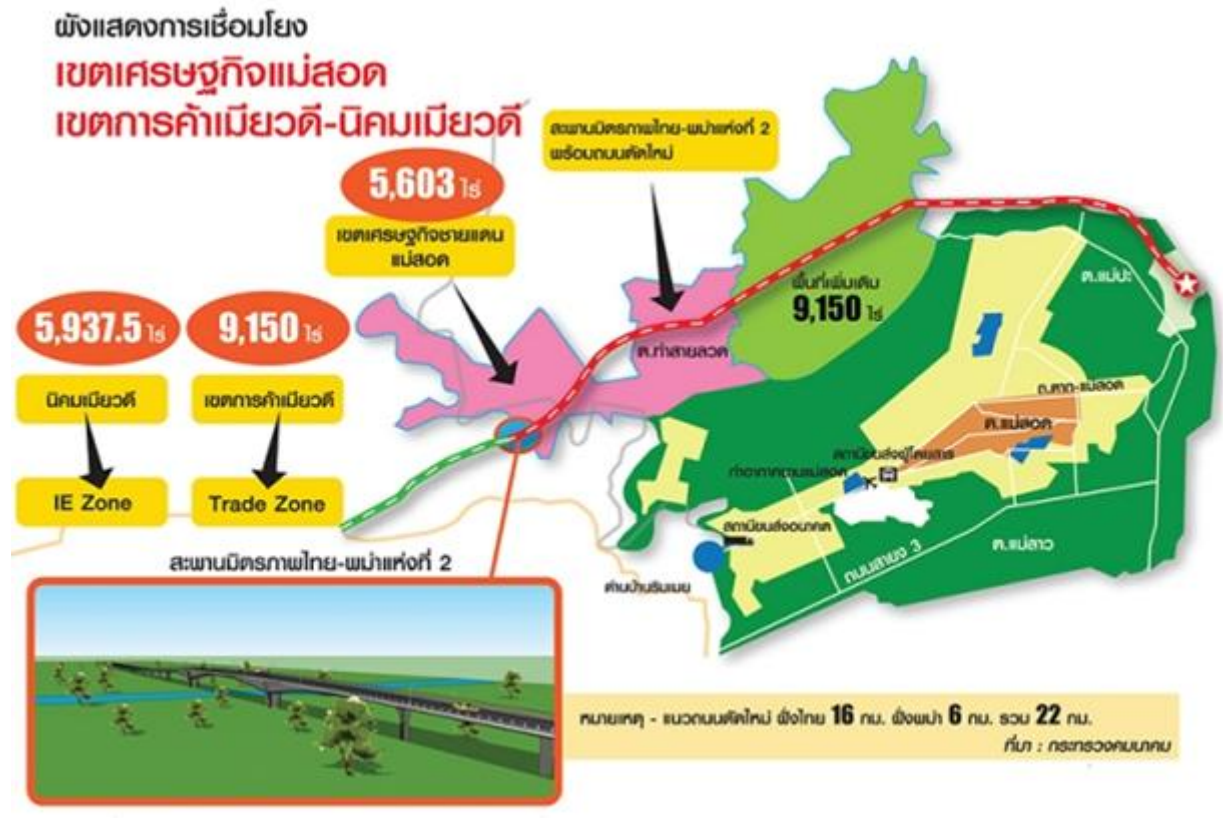 ผังแสดงการเชื่อมโยง
เขตเศรษฐกิจแม่สอด
เขตการค้าเมียวดี-นิคมเมียวดี
สะพานมิตรภาพไทย-พม่าแห่งที่ 2
พร้อมถนนตัดใหม่
5,603 ไร่
เขตเศรษฐกิจชายแดน
แม่สอด
5,937.5 ไร่
9,150 ไร่
นิคมเมียวดี
เขตการค้าเมียวดี
IE Zone
Trade Zone
พื้นที่เพิ่มเติม
9,150 ไร่
ต.แม่ปะ
ต.ท่าสายลวด
ถ.ตาก-แม่สอด
ต.แม่สอด
สถานีขนส่งผู้โดยสาร
ท่าอากาศยานแม่สอด
สถานีขนส่งอนาคต
ต.แม่ตาว
ถนนสายง 3
ด่านบ้านริมเมย
สะพานมิตรภาพไทย-พม่าแห่งที่ 2
หมายเหตุ - แนวถนนตัดใหม่ ฝั่งไทย 16 กม. ฝั่งพม่า 6 กม. รวม 22 กม.
ที่มา : กระทรวงคมนาคม